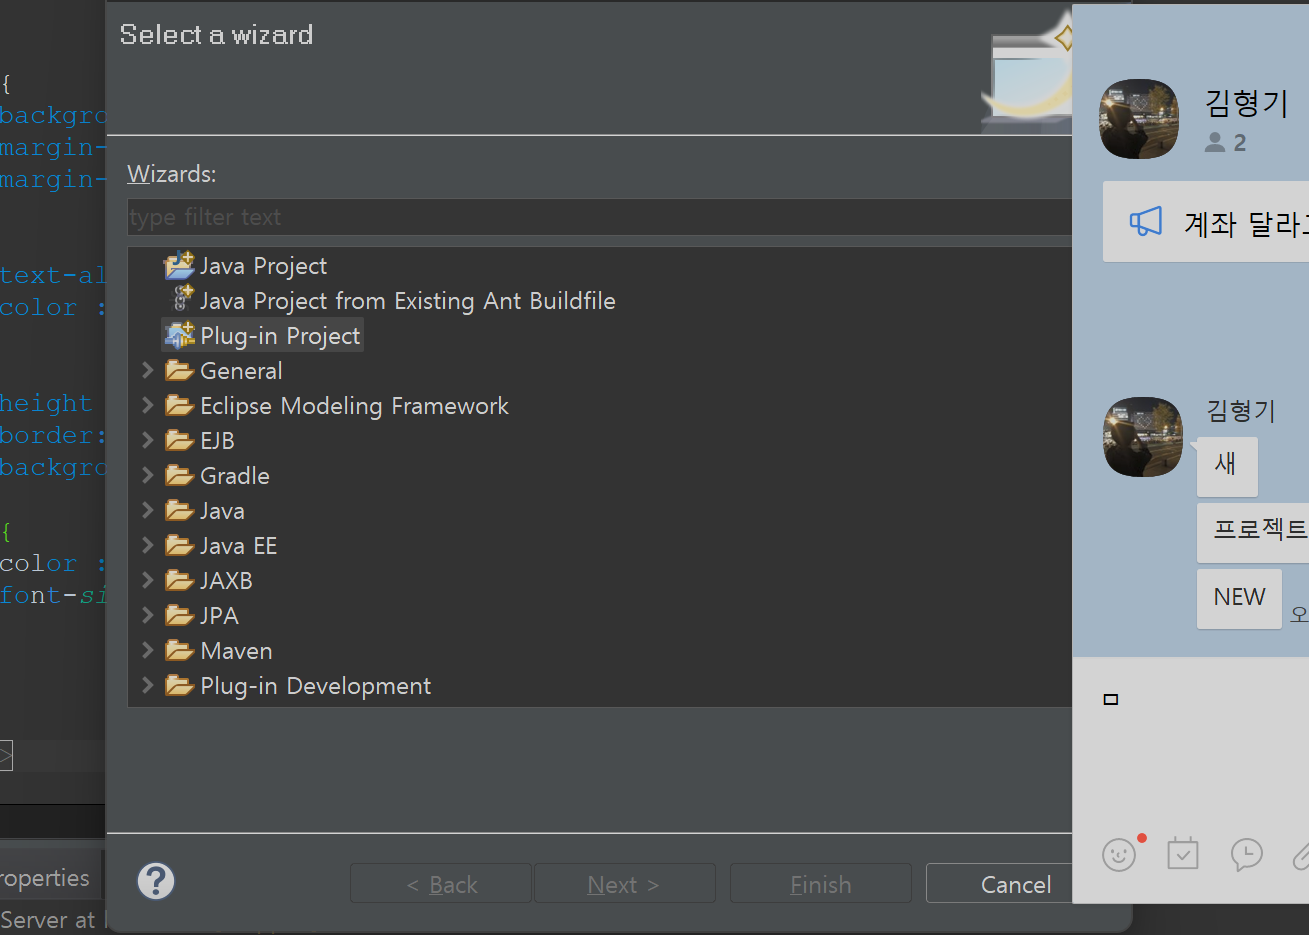 Select a wizard
Wizards:
type filter text
Java Project
Java Project from Existing Ant Buildfile
Plug-in Project
General
Eclipse Modeling Framework
EJB
Gradle
Java
Java EE
JAXB
JPA
Maven
Plug-in Development
?
< Back
Next >
Finish
Cancel
{
backgro
margin-
margin-
text-al
color :
height
border:
backgro
{
color :
font-si
>
roperties
Server at
김형기
2
계좌 달라고
김형기
새
프로젝트
NEW
오
ㅁ